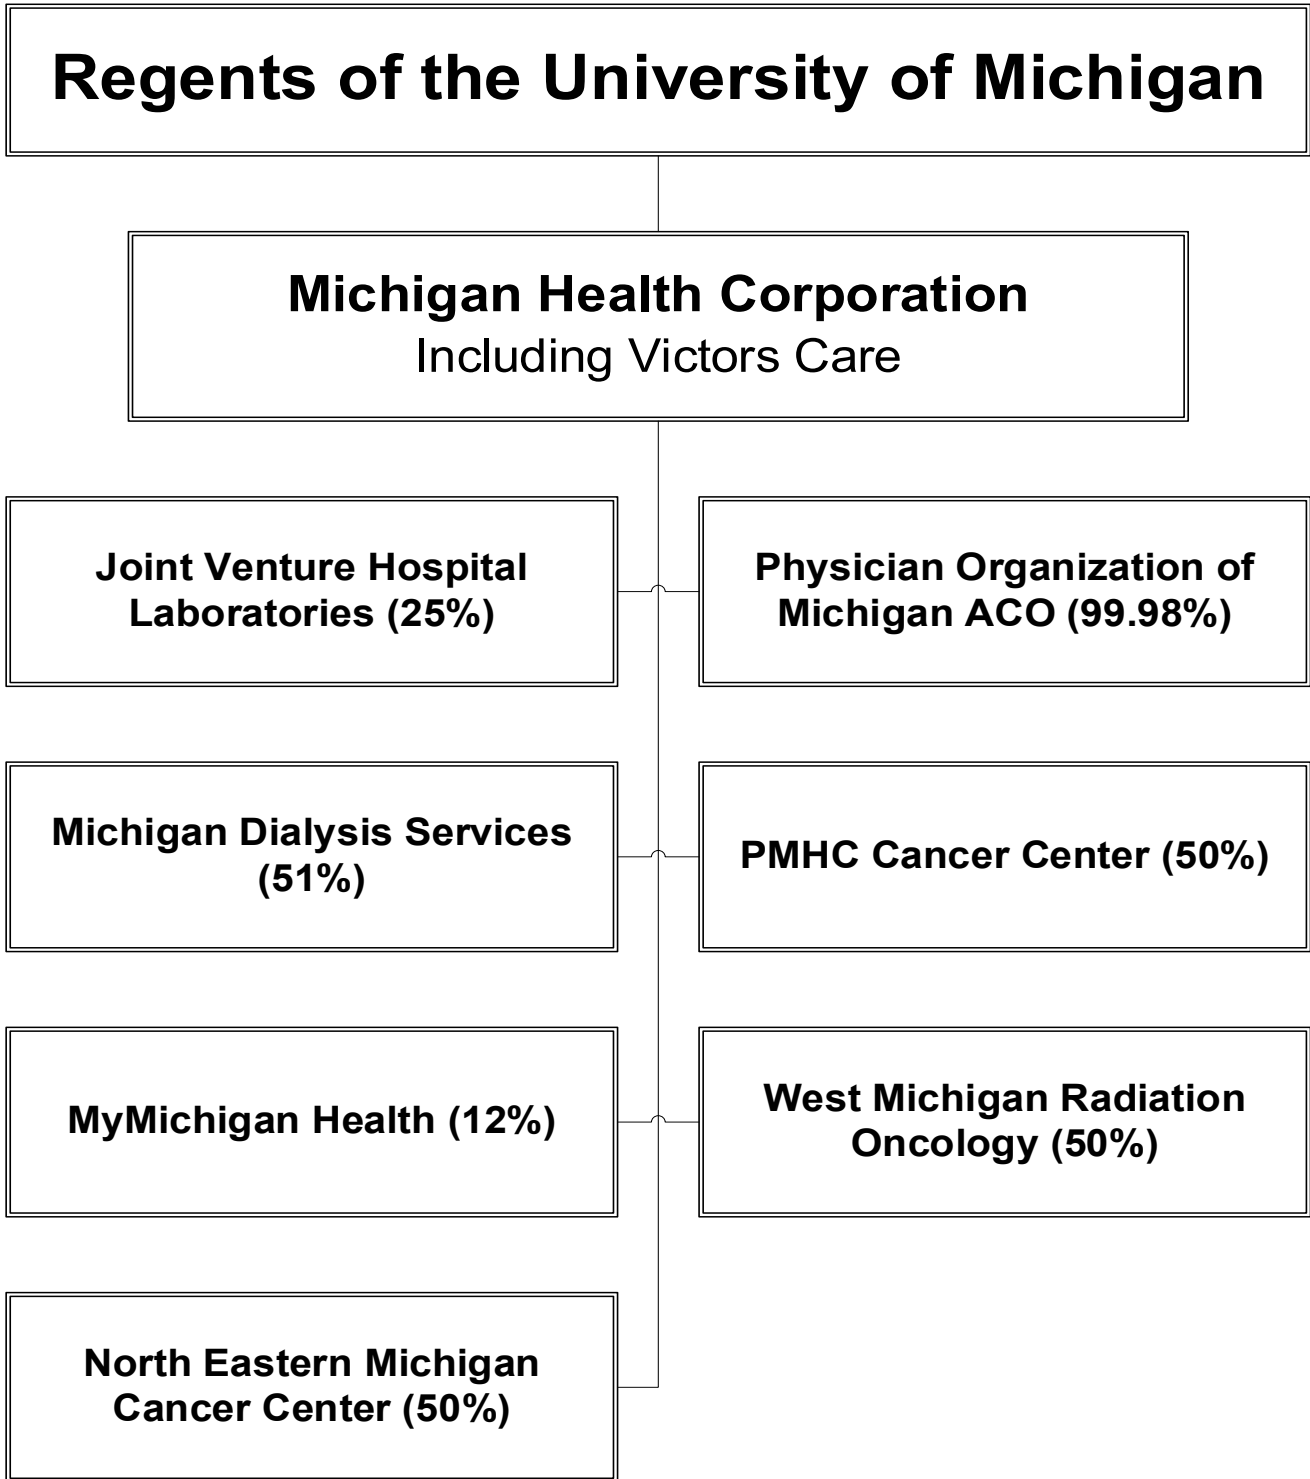 Regents of the University of Michigan
Michigan Health Corporation
Including Victors Care
Joint Venture Hospital
Laboratories (25%)
Physician Organization of
Michigan ACO (99.98%)
Michigan Dialysis Services
(51%)
PMHC Cancer Center (50%)
MyMichigan Health (12%)
West Michigan Radiation
Oncology (50%)
North Eastern Michigan
Cancer Center (50%)